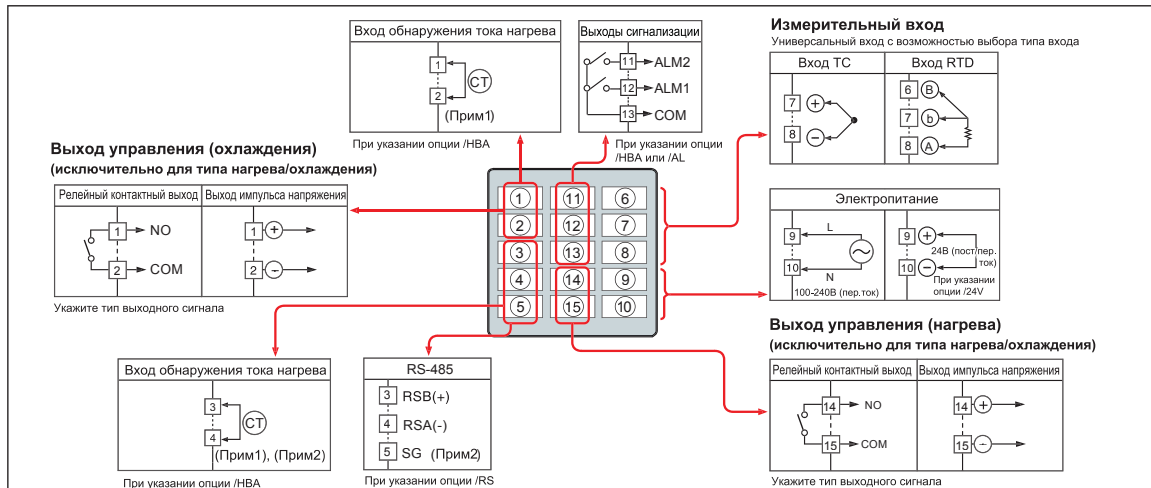 Вход обнаружения тока нагрева
1
2
CT
(Прим1)
При указании опции /HBA
Выходы сигнализации
11 ALM2
12 ALM1
13 COM
При указании опции
/HBA или /AL
Измерительный вход
Универсальный вход с возможностью выбора типа входа
Вход TC
Вход RTD
7 +
8 −
6 B
7 b
8 A
Выход управления (охлаждения)
(исключительно для типа нагрева/охлаждения)
Релейный контактный выход
Выход импульса напряжения
1 NO
2 COM
1 +
2 −
Укажите тип выходного сигнала
1 11 6
2 12 7
3 13 8
4 14 9
5 15 10
Электропитание
9 L
10 N
100-240В (пер.ток)
9 +
24В (пост/пер.
ток)
10 −
При указании
опции /24V
Вход обнаружения тока нагрева
3
4
CT
(Прим1), (Прим2)
При указании опции /HBA
RS-485
3 RSB(+)
4 RSA(-)
5 SG (Прим2)
При указании опции /RS
Выход управления (нагрева)
(исключительно для типа нагрева/охлаждения)
Релейный контактный выход
Выход импульса напряжения
14 NO
15 COM
14 +
15 −
Укажите тип выходного сигнала